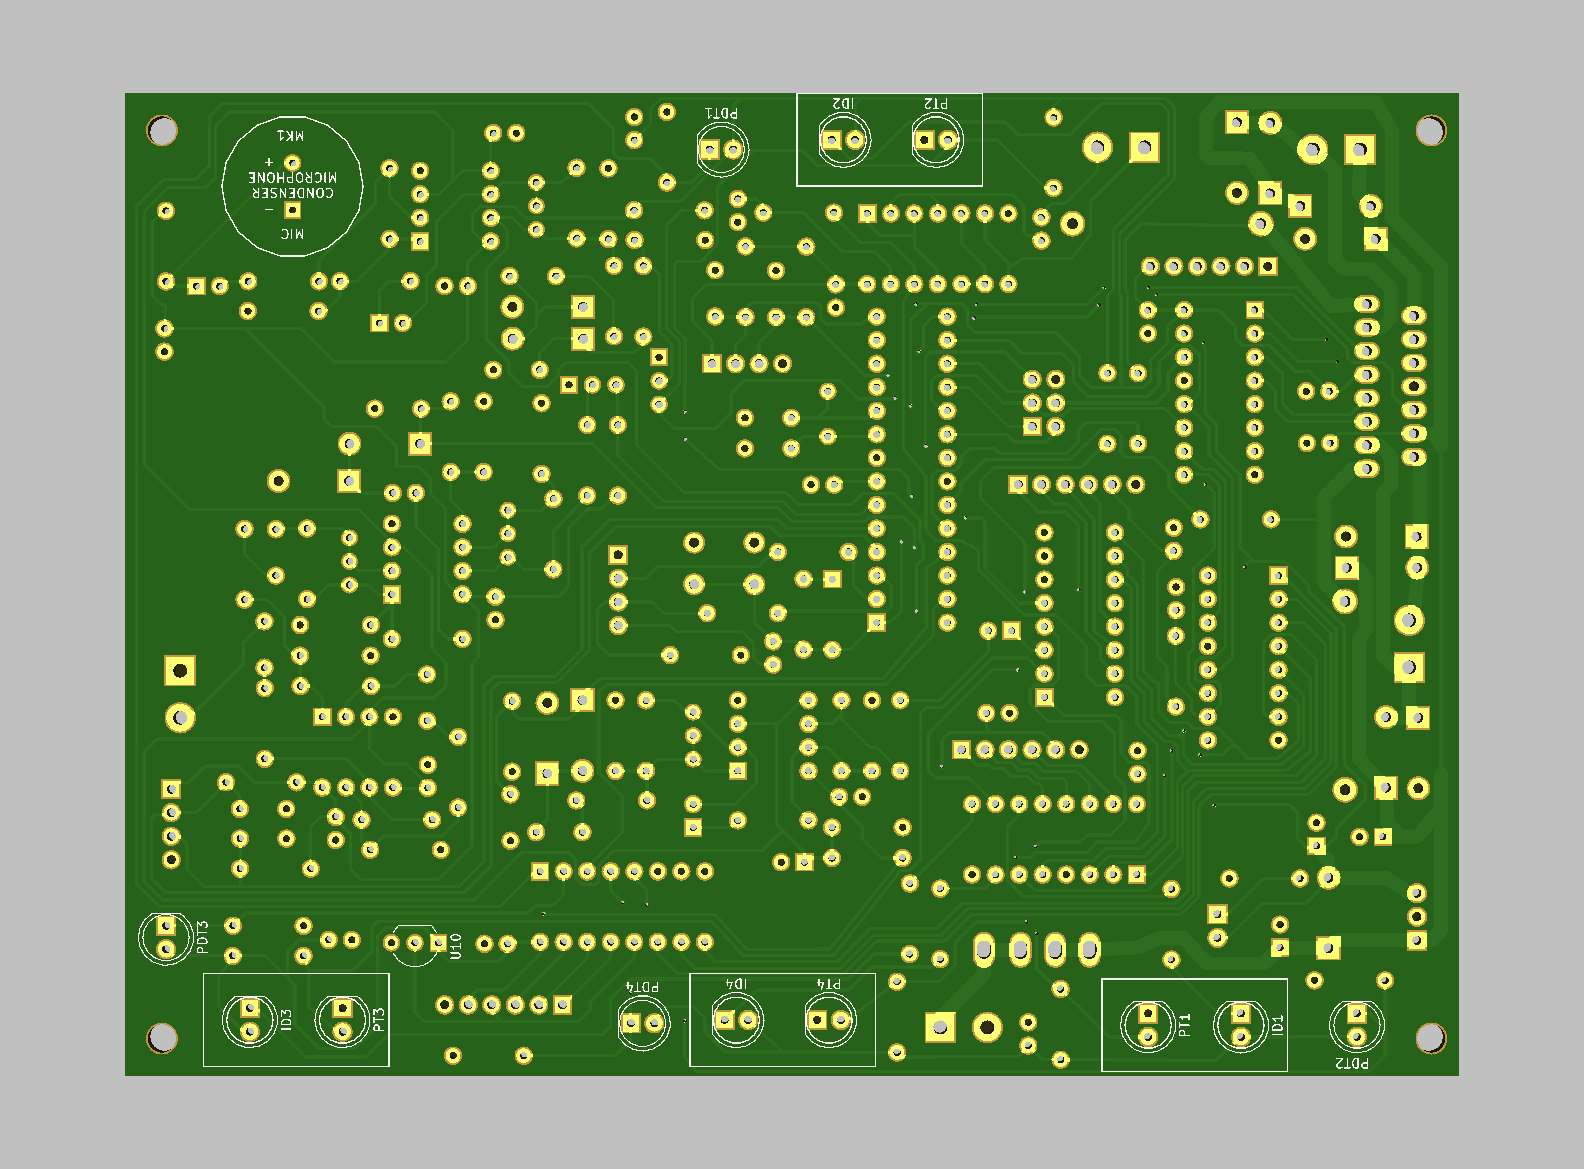 PDT1
ID2
PT2
MK1
+
MICROPHONE
CONDENSER
−
MIC
PDT3
U10
ID3
PT3
PDT4
ID4
PT4
PT1
ID1
PDT2